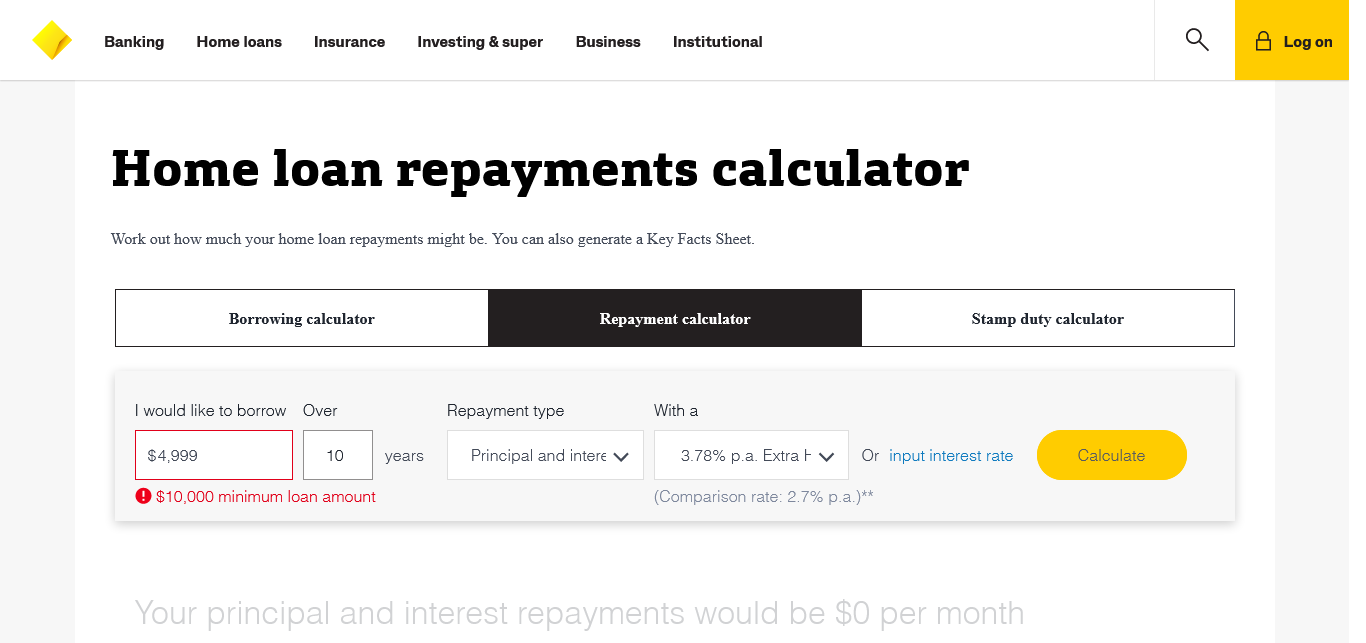 Banking Home loans Insurance Investing & super Business Institutional Log on
Home loan repayments calculator
Work out how much your home loan repayments might be. You can also generate a Key Facts Sheet.
Borrowing calculator Repayment calculator Stamp duty calculator
I would like to borrow Over Repayment type With a
$4,999 10 years Principal and intere 3.78% p.a. Extra H Or input interest rate Calculate
$10,000 minimum loan amount (Comparison rate: 2.7% p.a.)**
Your principal and interest repayments would be $0 per month